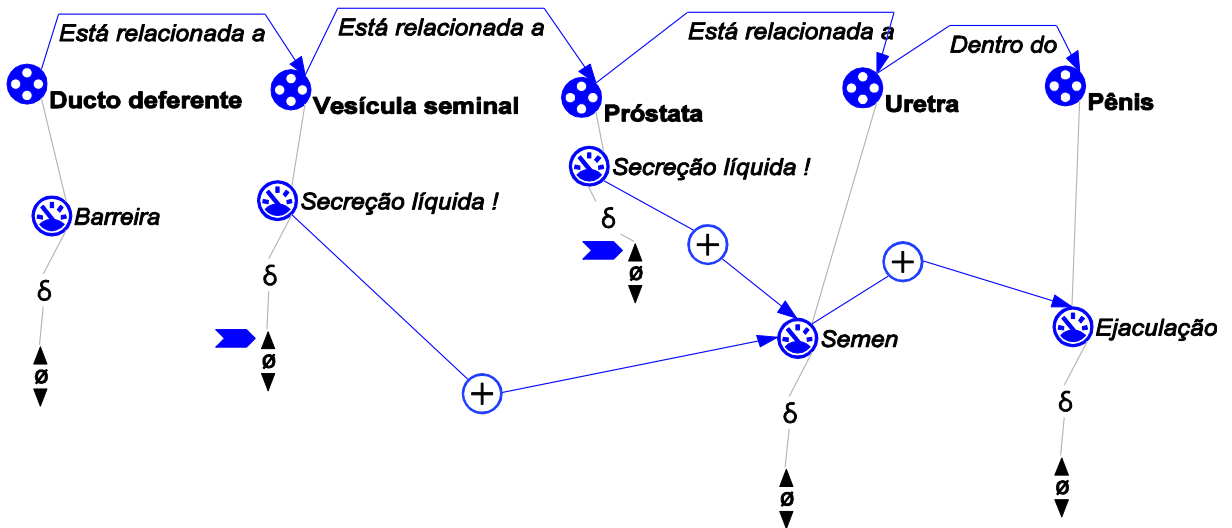 Está relacionada a
Está relacionada a
Está relacionada a
Dentro do
Ducto deferente
Vesícula seminal
Próstata
Uretra
Pênis
Secreção líquida !
Barreira
Secreção líquida !
δ
+
+
δ
ø
δ
Semen
Ejaculação
ø
ø
+
δ
δ
ø
ø